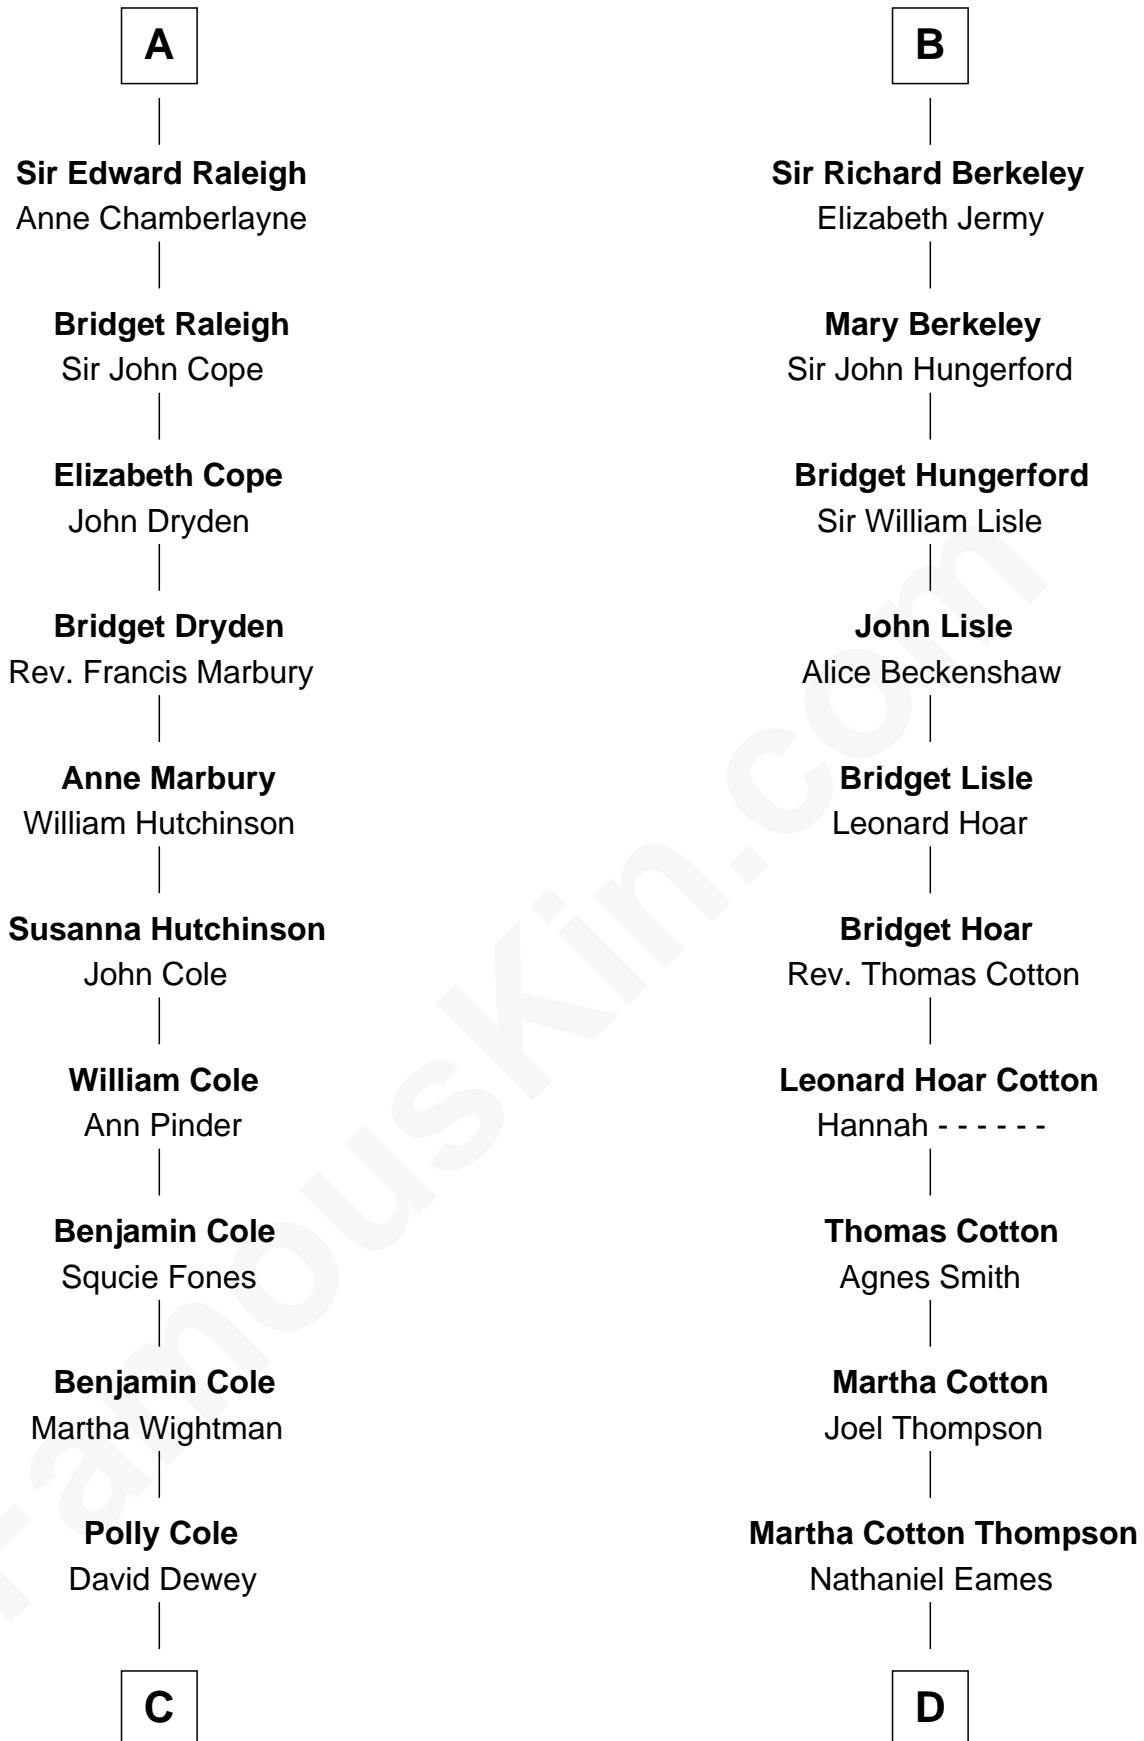 A
Sir Edward Raleigh
Anne Chamberlayne
Bridget Raleigh
Sir John Cope
Elizabeth Cope
John Dryden
Bridget Dryden
Rev. Francis Marbury
Anne Marbury
William Hutchinson
Susanna Hutchinson
John Cole
William Cole
Ann Pinder
Benjamin Cole
Squcie Fones
Benjamin Cole
Martha Wightman
Polly Cole
David Dewey
C
B
Sir Richard Berkeley
Elizabeth Jermy
Mary Berkeley
Sir John Hungerford
Bridget Hungerford
Sir William Lisle
John Lisle
Alice Beckenshaw
Bridget Lisle
Leonard Hoar
Bridget Hoar
Rev. Thomas Cotton
Leonard Hoar Cotton
Hannah - - - - - -
Thomas Cotton
Agnes Smith
Martha Cotton
Joel Thompson
Martha Cotton Thompson
Nathaniel Eames
D
FamousKin.com